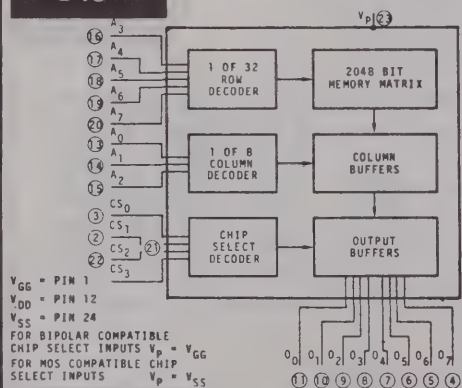 V_P 23
16 A_3
17 A_4
18 A_5
19 A_6
20 A_7
13 A_0
14 A_1
15 A_2
3 CS_0
2 CS_1
21 CS_2
22 CS_3
1 OF 32
ROW
DECODER
2048 BIT
MEMORY MATRIX
1 OF 8
COLUMN
DECODER
COLUMN
BUFFERS
CHIP
SELECT
DECODER
OUTPUT
BUFFERS
V_GG = PIN 1
V_DD = PIN 12
V_SS = PIN 24
FOR BIPOLAR COMPATIBLE
CHIP SELECT INPUTS V_P = V_GG
FOR MOS COMPATIBLE CHIP
SELECT INPUTS V_P = V_SS
O_0 O_1 O_2 O_3 O_4 O_5 O_6 O_7
11 10 9 8 7 6 5 4